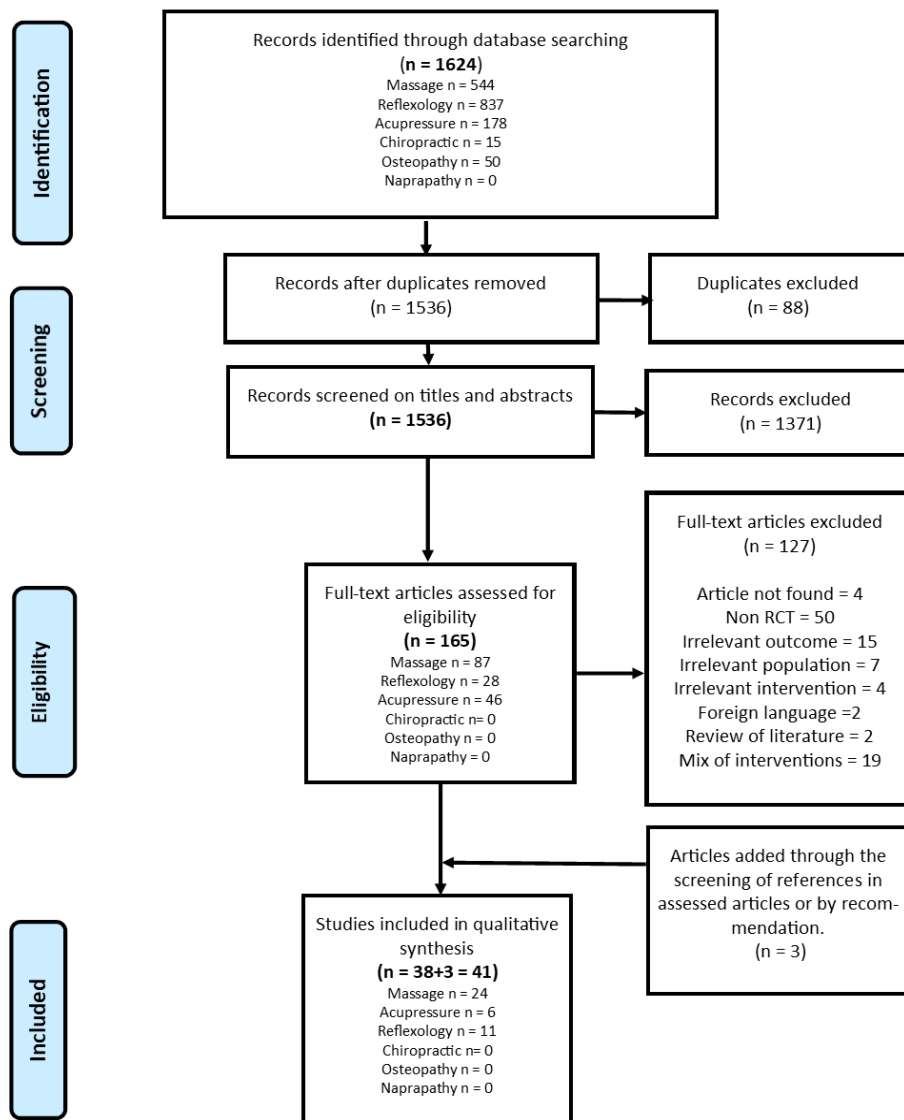 Identification
Records identified through database searching
(n = 1624)
Massage n = 544
Reflexology n = 837
Acupressure n = 178
Chiropractic n = 15
Osteopathy n = 50
Naprapathy n = 0
Screening
Records after duplicates removed
(n = 1536)
Duplicates excluded
(n = 88)
Records screened on titles and abstracts
(n = 1536)
Records excluded
(n = 1371)
Eligibility
Full-text articles assessed for
eligibility
(n = 165)
Massage n = 87
Reflexology n = 28
Acupressure n = 46
Chiropractic n= 0
Osteopathy n = 0
Naprapathy n = 0
Full-text articles excluded
(n = 127)
Article not found = 4
Non RCT = 50
Irrelevant outcome = 15
Irrelevant population = 7
Irrelevant intervention = 4
Foreign language =2
Review of literature = 2
Mix of interventions = 19
Articles added through the
screening of references in
assessed articles or by recom-
mendation.
(n = 3)
Included
Studies included in qualitative
synthesis
(n = 38+3 = 41)
Massage n = 24
Acupressure n = 6
Reflexology n = 11
Chiropractic n= 0
Osteopathy n = 0
Naprapathy n = 0